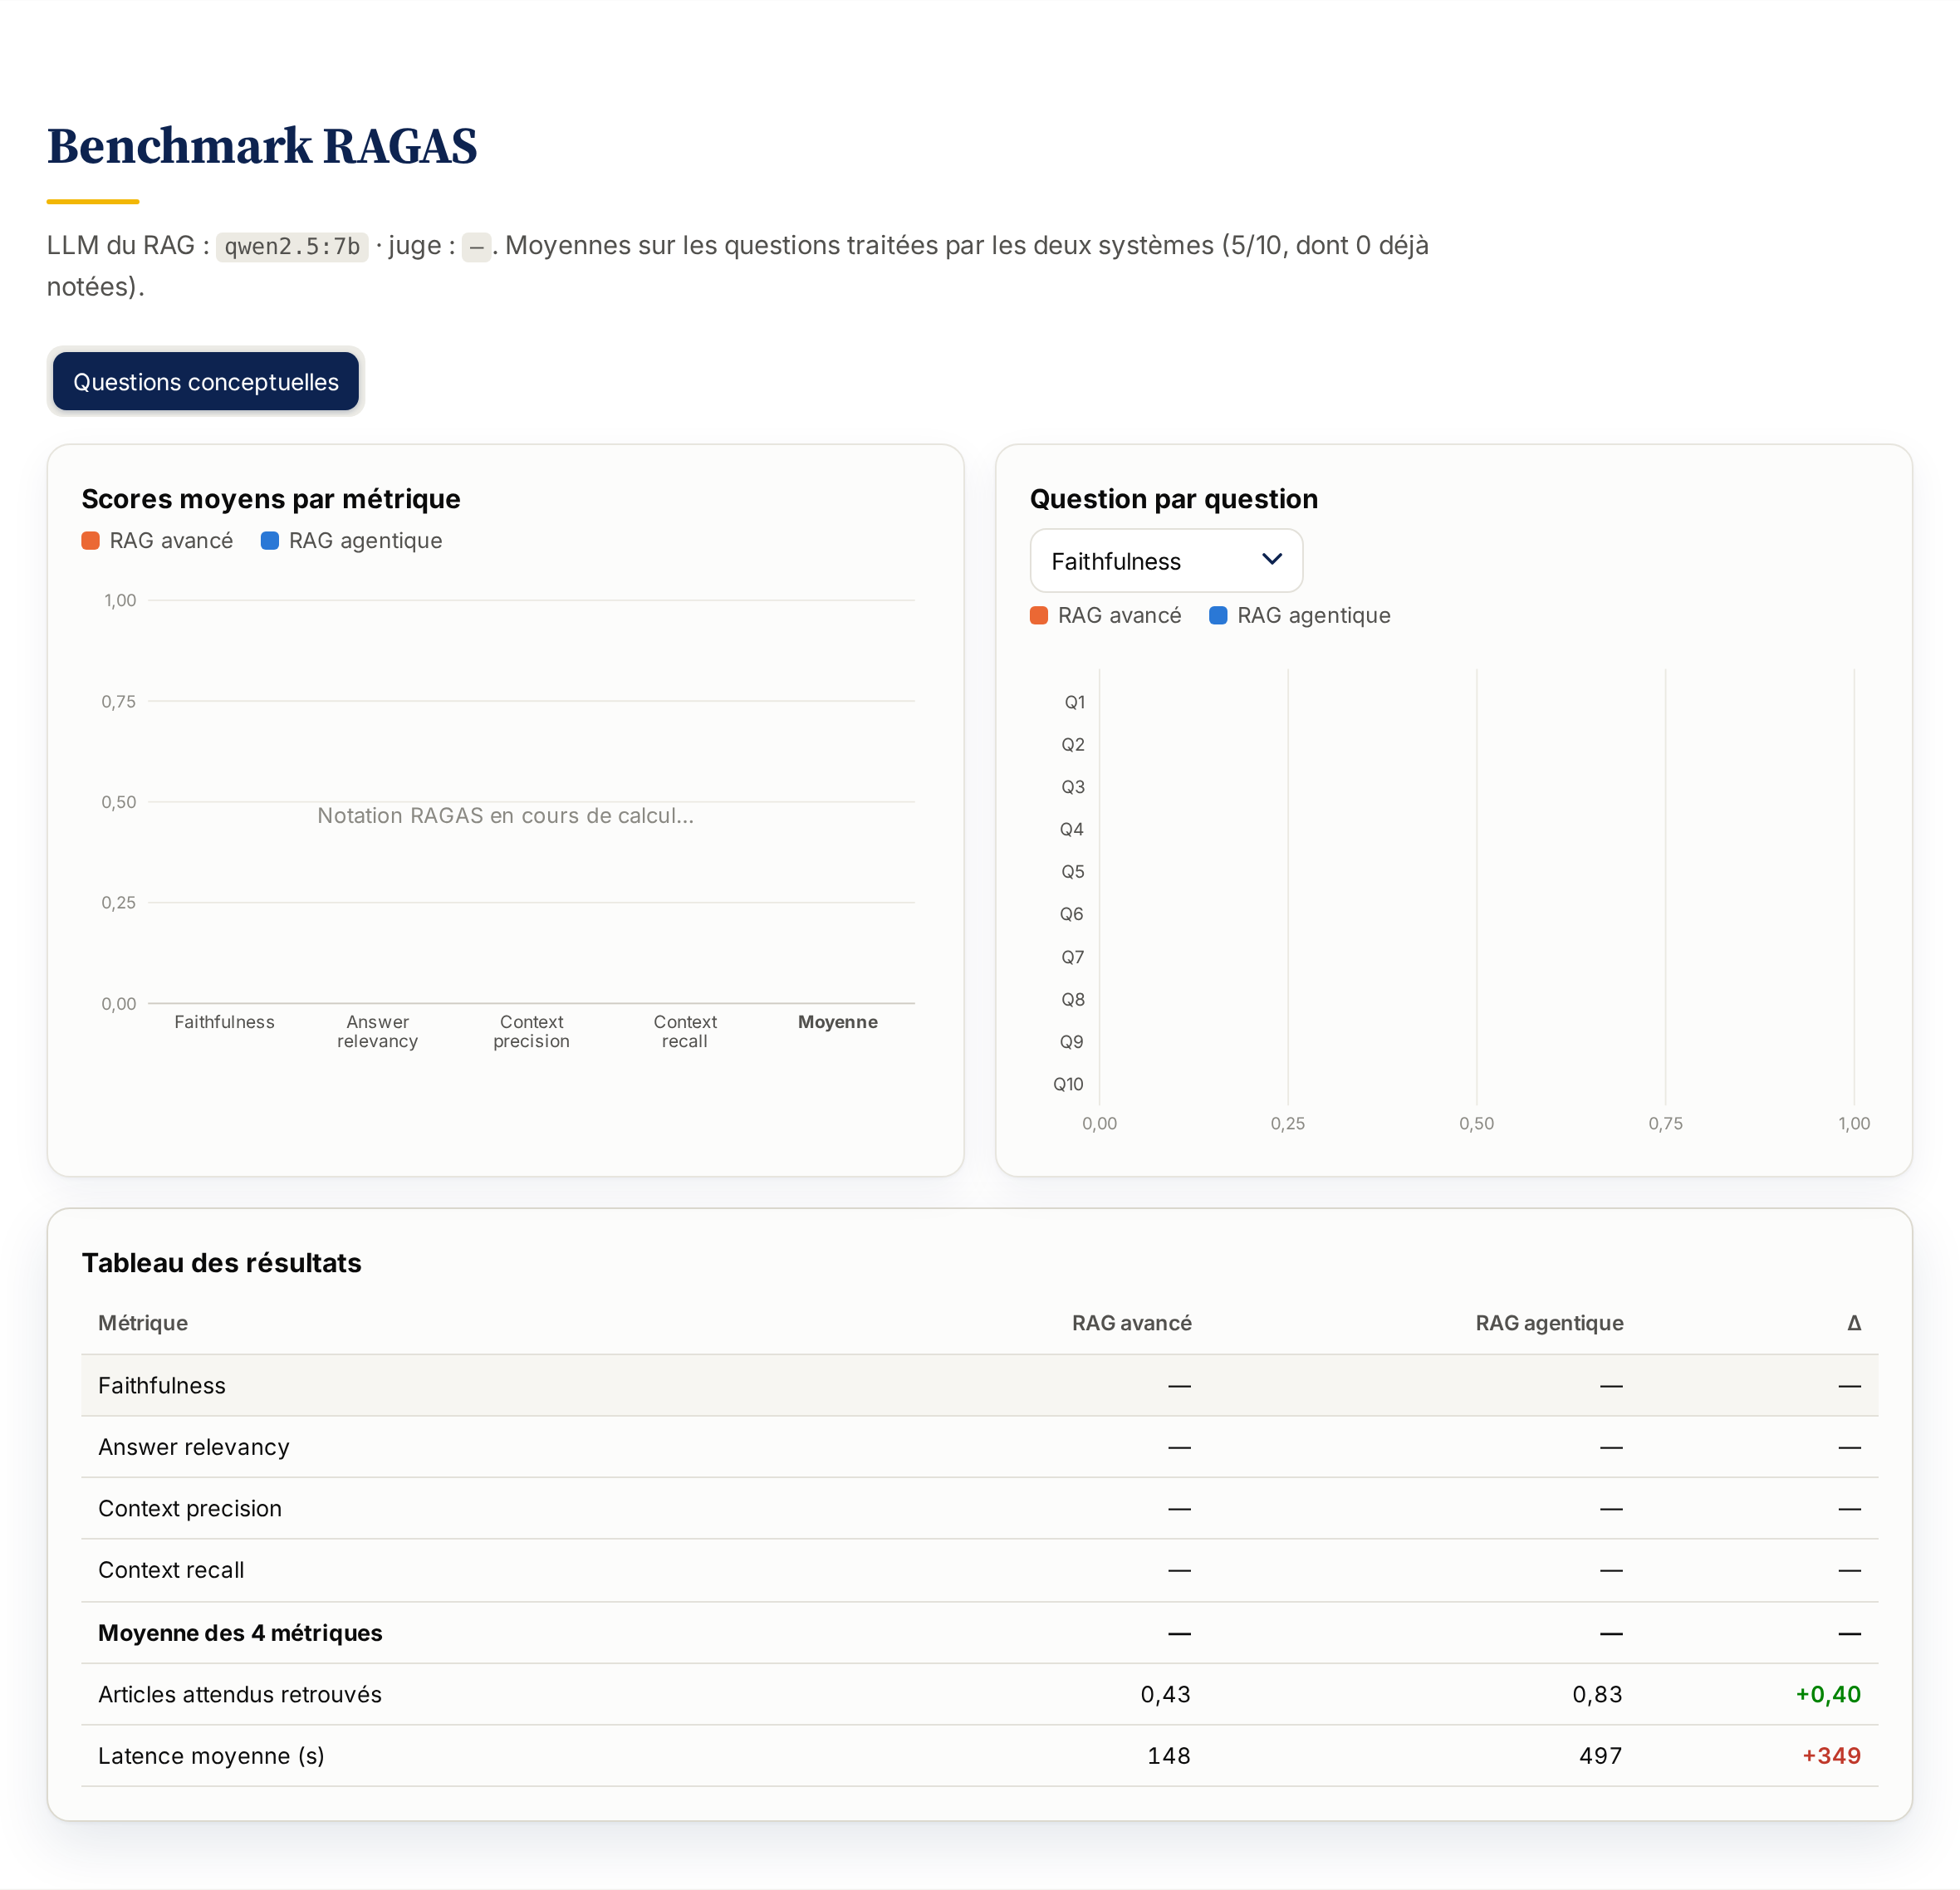 Benchmark RAGAS
LLM du RAG : qwen2.5:7b · juge : — . Moyennes sur les questions traitées par les deux systèmes (5/10, dont 0 déjà
notées).
Questions conceptuelles
Scores moyens par métrique
RAG avancé RAG agentique
1,00
0,75
0,50
Notation RAGAS en cours de calcul…
0,25
0,00
Faithfulness Answer relevancy Context precision Context recall Moyenne
Question par question
Faithfulness
RAG avancé RAG agentique
Q1
Q2
Q3
Q4
Q5
Q6
Q7
Q8
Q9
Q10
0,00 0,25 0,50 0,75 1,00
Tableau des résultats
Métrique RAG avancé RAG agentique Δ
Faithfulness — — —
Answer relevancy — — —
Context precision — — —
Context recall — — —
Moyenne des 4 métriques — — —
Articles attendus retrouvés 0,43 0,83 +0,40
Latence moyenne (s) 148 497 +349